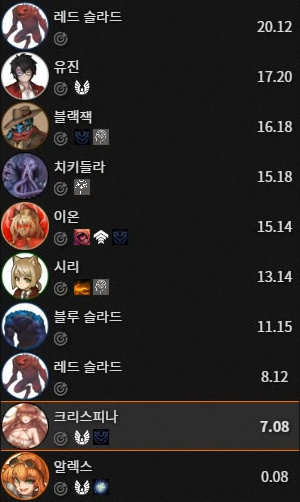 레드 슬라드
20.12
유진
17.20
블랙잭
16.18
치키틀라
15.18
이온
15.14
시리
13.14
블루 슬라드
11.15
레드 슬라드
8.12
크리스피나
7.08
알렉스
0.08